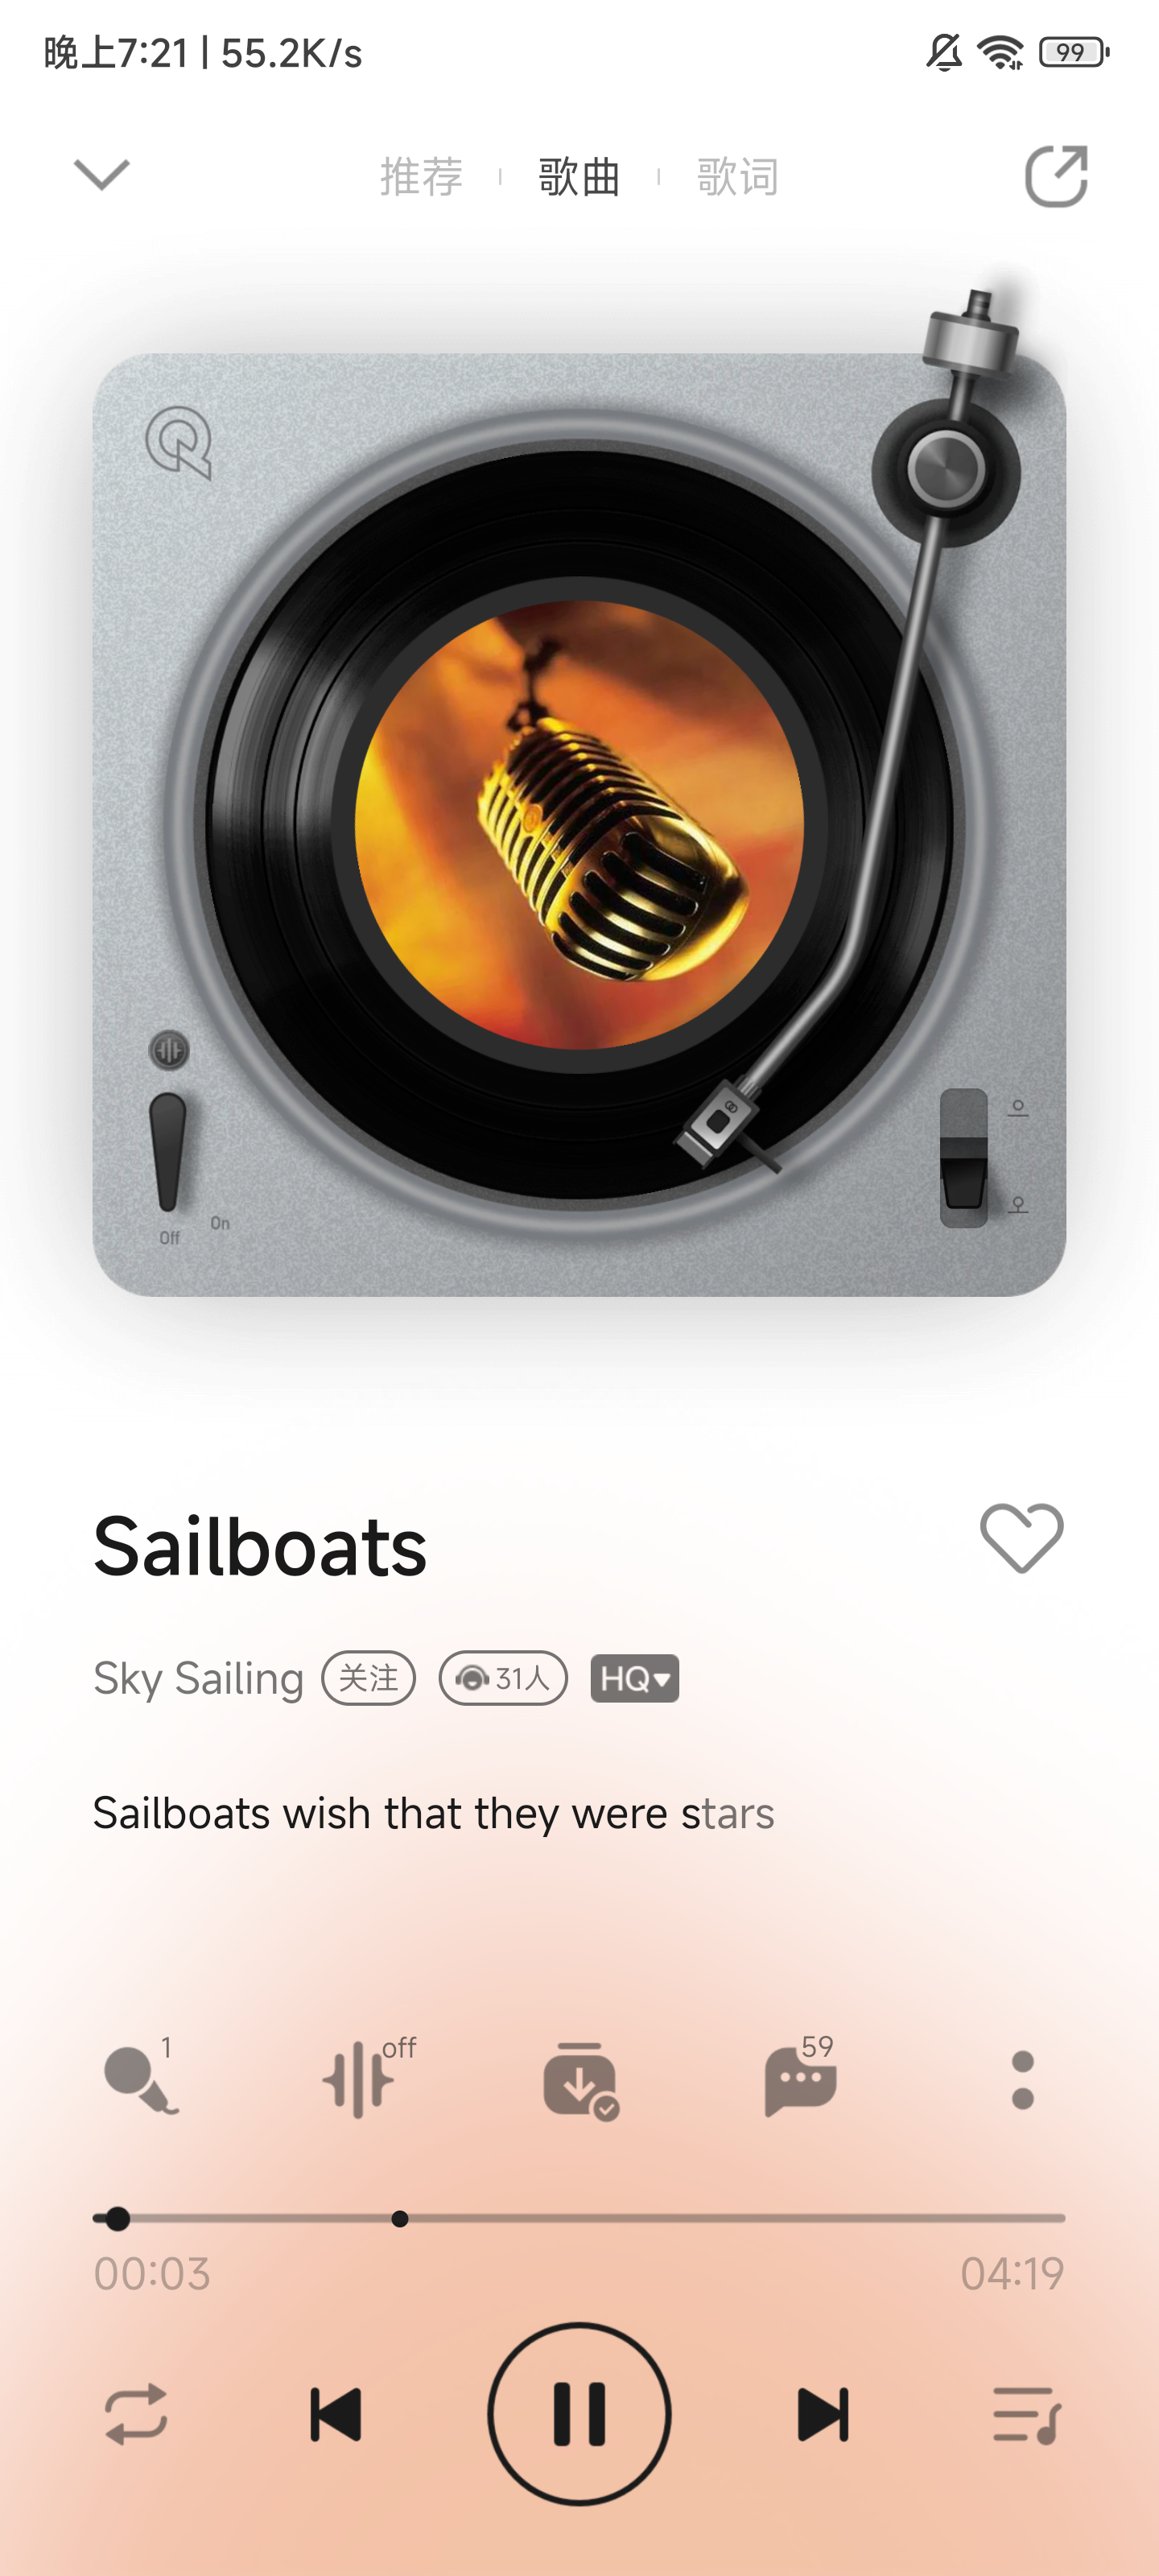 晚上7:21 | 55.2K/s 99
推荐 歌曲 歌词
On
Off
Sailboats
Sky Sailing 关注 31人 HQ
Sailboats wish that they were stars
1 off 59
00:03 04:19